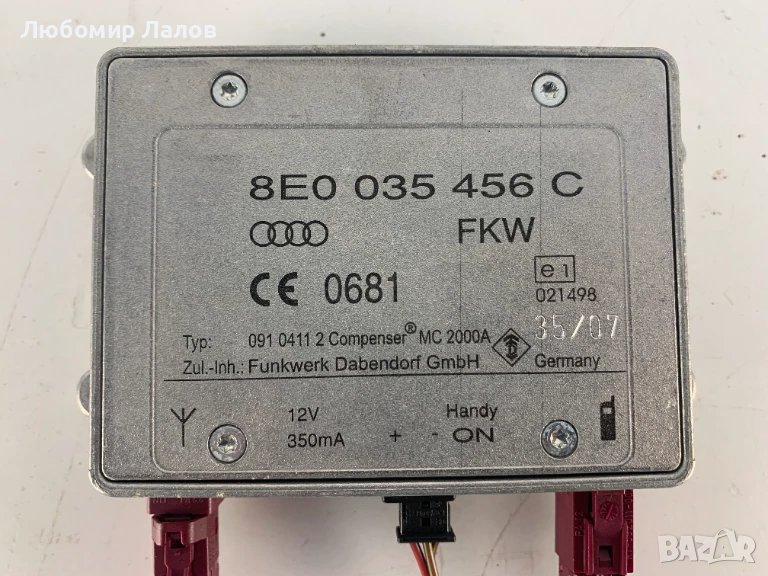 Любомир Лалов
8E0 035 456 C
FKW
CE 0681
e1
021498
35/07
Typ: 091 0411 2 Compenser® MC 2000A
Zul.-Inh.: Funkwerk Dabendorf GmbH Germany
12V Handy
350mA + - ON
BAZAR